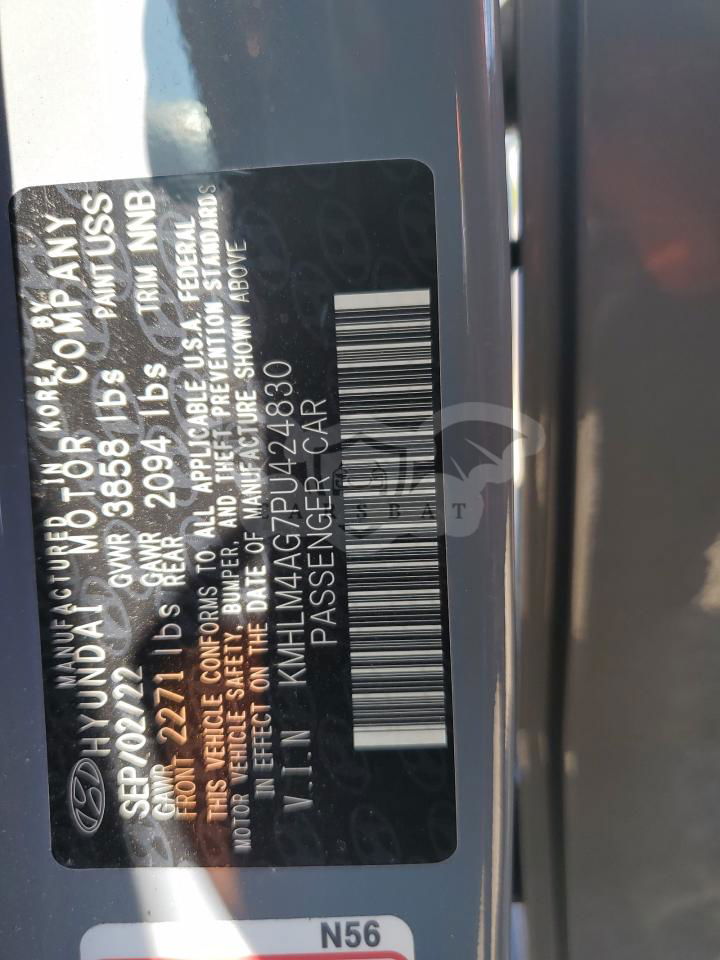 MANUFACTURED IN KOREA BY
HYUNDAI MOTOR COMPANY
SEP/02/22 GVWR 3858 lbs PAINT USS
GAWR FRONT 2271 lbs GAWR REAR 2094 lbs TRIM NNB
THIS VEHICLE CONFORMS TO ALL APPLICABLE U.S.A. FEDERAL
MOTOR VEHICLE SAFETY, BUMPER, AND THEFT PREVENTION STANDARDS
IN EFFECT ON THE DATE OF MANUFACTURE SHOWN ABOVE
V.I.N KMHLM4AG7PU424830
PASSENGER CAR
N56